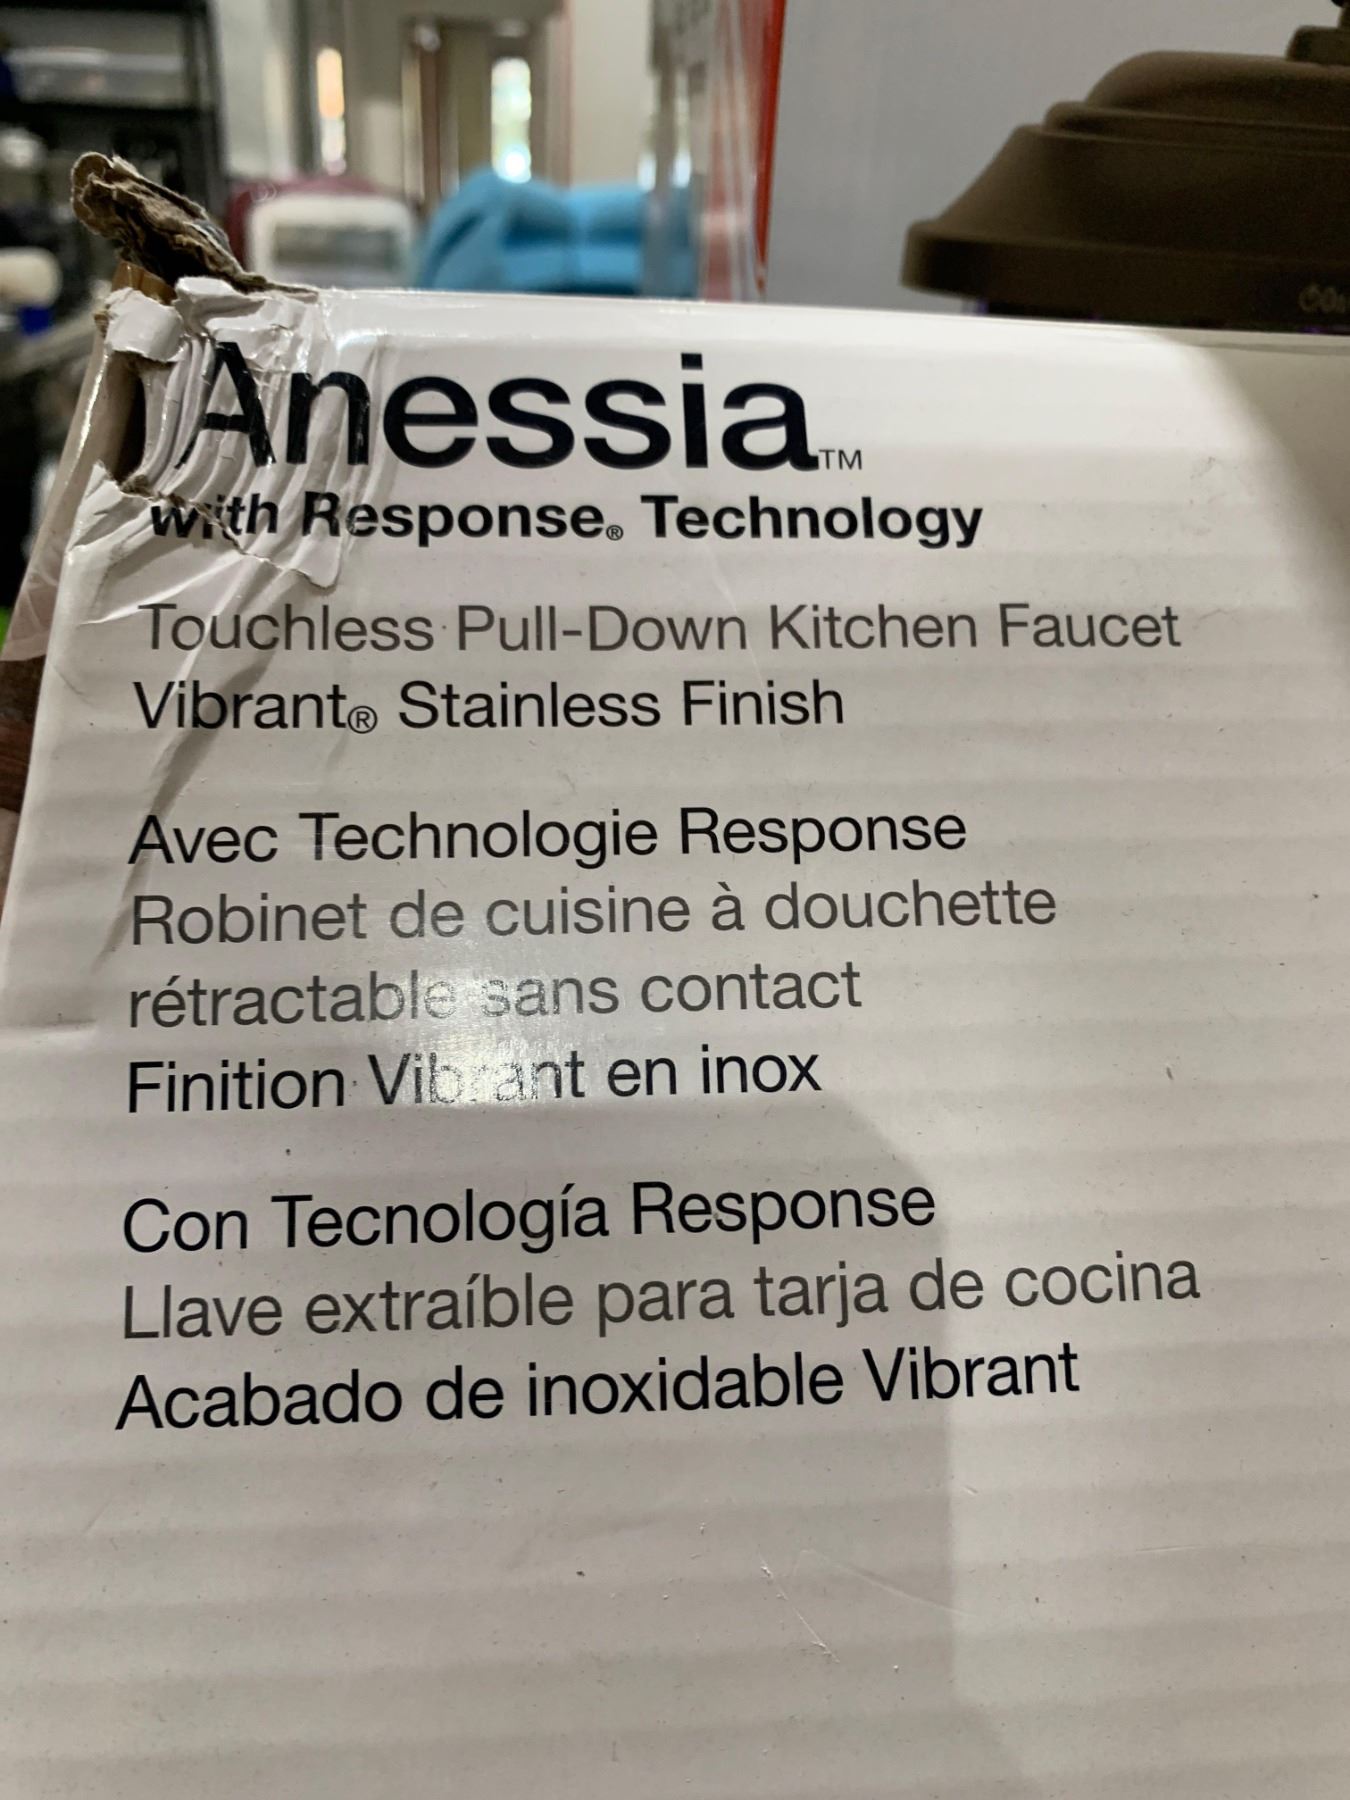 Anessia™
with Response® Technology
Touchless Pull-Down Kitchen Faucet
Vibrant® Stainless Finish
Avec Technologie Response
Robinet de cuisine à douchette
rétractable sans contact
Finition Vibrant en inox
Con Tecnología Response
Llave extraíble para tarja de cocina
Acabado de inoxidable Vibrant